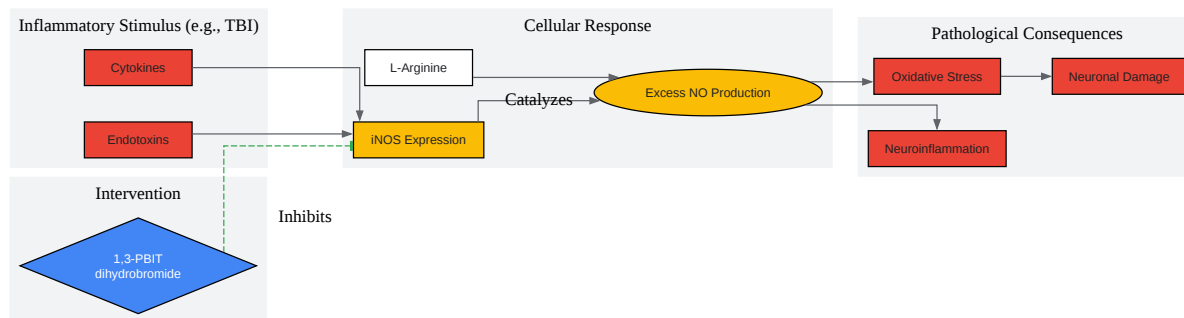 Inflammatory Stimulus (e.g., TBI)
Cytokines
Endotoxins
Cellular Response
L-Arginine
Catalyzes
iNOS Expression
Excess NO Production
Pathological Consequences
Oxidative Stress
Neuronal Damage
Neuroinflammation
Intervention
Inhibits
1,3-PBIT
dihydrobromide